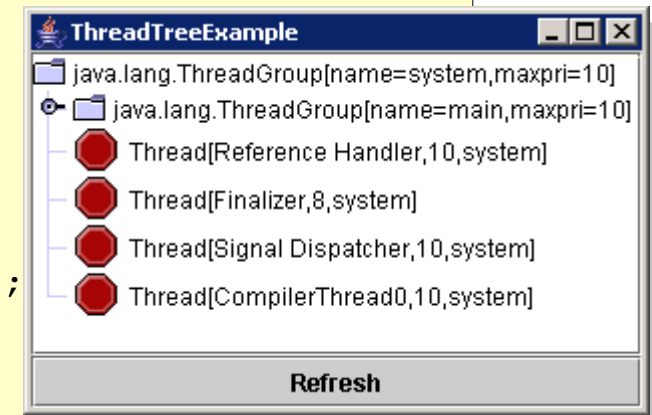 ThreadTreeExample
java.lang.ThreadGroup[name=system,maxpri=10]
java.lang.ThreadGroup[name=main,maxpri=10]
Thread[Reference Handler,10,system]
Thread[Finalizer,8,system]
Thread[Signal Dispatcher,10,system]
;
Thread[CompilerThread0,10,system]
Refresh